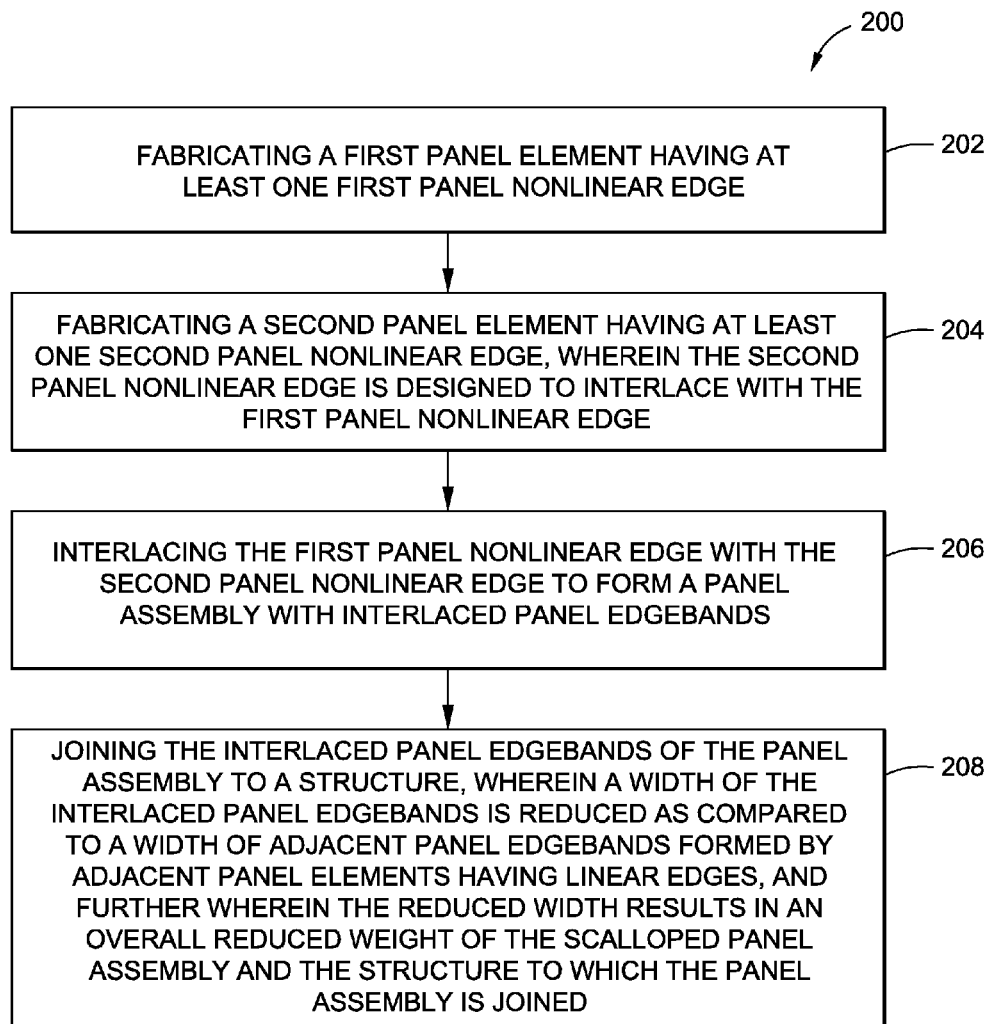 200
FABRICATING A FIRST PANEL ELEMENT HAVING AT
LEAST ONE FIRST PANEL NONLINEAR EDGE
202
FABRICATING A SECOND PANEL ELEMENT HAVING AT LEAST
ONE SECOND PANEL NONLINEAR EDGE, WHEREIN THE SECOND
PANEL NONLINEAR EDGE IS DESIGNED TO INTERLACE WITH THE
FIRST PANEL NONLINEAR EDGE
204
INTERLACING THE FIRST PANEL NONLINEAR EDGE WITH THE
SECOND PANEL NONLINEAR EDGE TO FORM A PANEL
ASSEMBLY WITH INTERLACED PANEL EDGEBANDS
206
JOINING THE INTERLACED PANEL EDGEBANDS OF THE PANEL
ASSEMBLY TO A STRUCTURE, WHEREIN A WIDTH OF THE
INTERLACED PANEL EDGEBANDS IS REDUCED AS COMPARED
TO A WIDTH OF ADJACENT PANEL EDGEBANDS FORMED BY
ADJACENT PANEL ELEMENTS HAVING LINEAR EDGES, AND
FURTHER WHEREIN THE REDUCED WIDTH RESULTS IN AN
OVERALL REDUCED WEIGHT OF THE SCALLOPED PANEL
ASSEMBLY AND THE STRUCTURE TO WHICH THE PANEL
ASSEMBLY IS JOINED
208